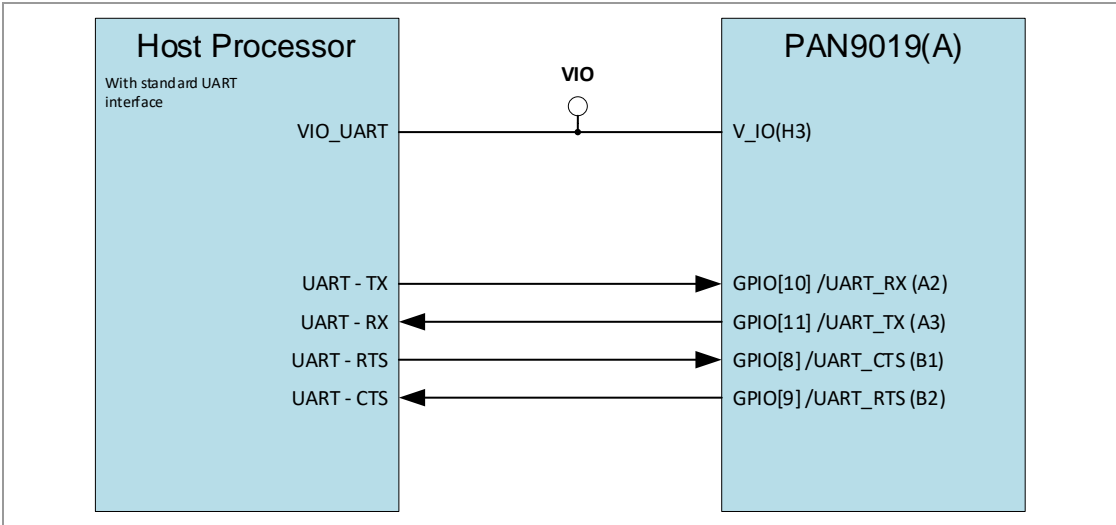 Host Processor
With standard UART
interface
VIO
PAN9019(A)
VIO_UART
V_IO(H3)
UART - TX
GPIO[10] /UART_RX (A2)
UART - RX
GPIO[11] /UART_TX (A3)
UART - RTS
GPIO[8] /UART_CTS (B1)
UART - CTS
GPIO[9] /UART_RTS (B2)